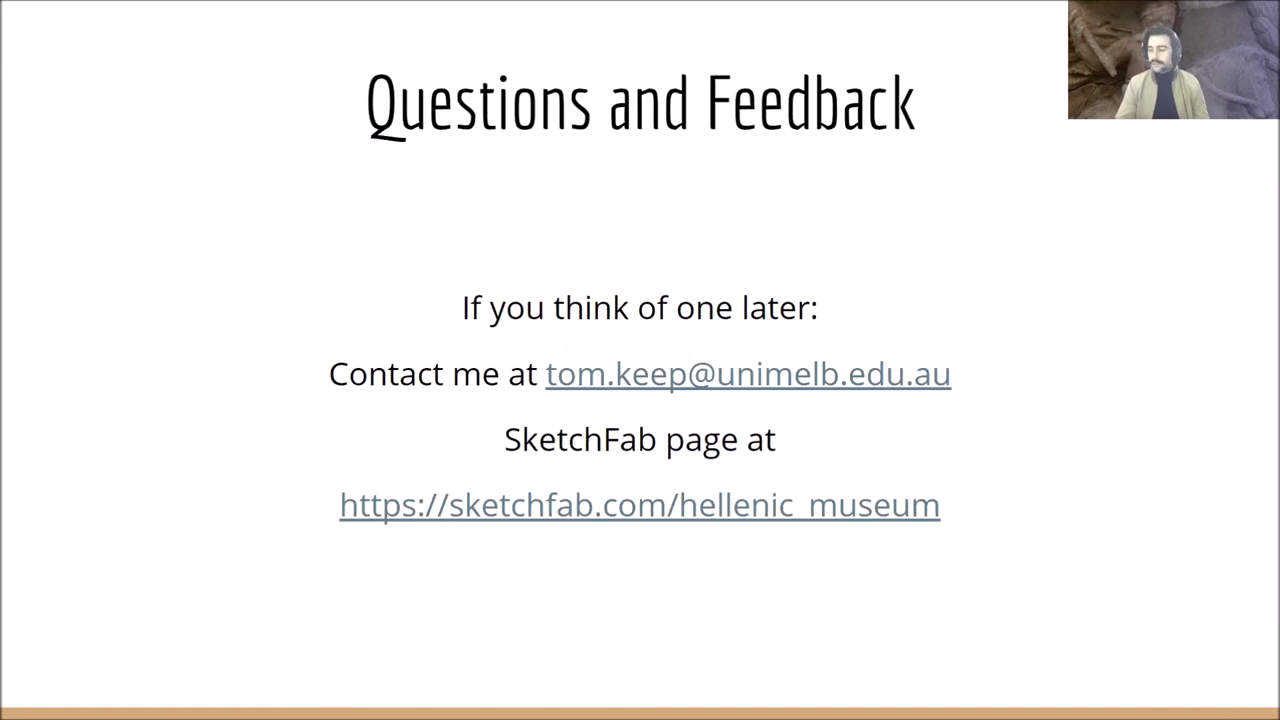 Questions and Feedback
If you think of one later:
Contact me at tom.keep@unimelb.edu.au
SketchFab page at
https://sketchfab.com/hellenic_museum